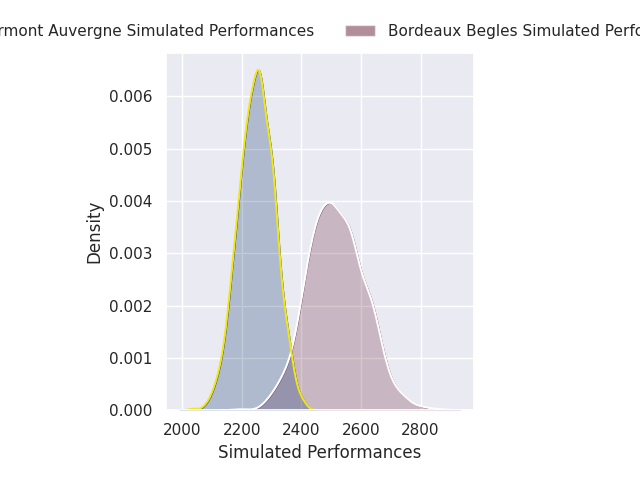 rmont Auvergne Simulated Performances
Bordeaux Begles Simulated Perfo
0.006
0.005
0.004
0.003
0.002
0.001
0.000
Density
2000 2200 2400 2600 2800
Simulated Performances